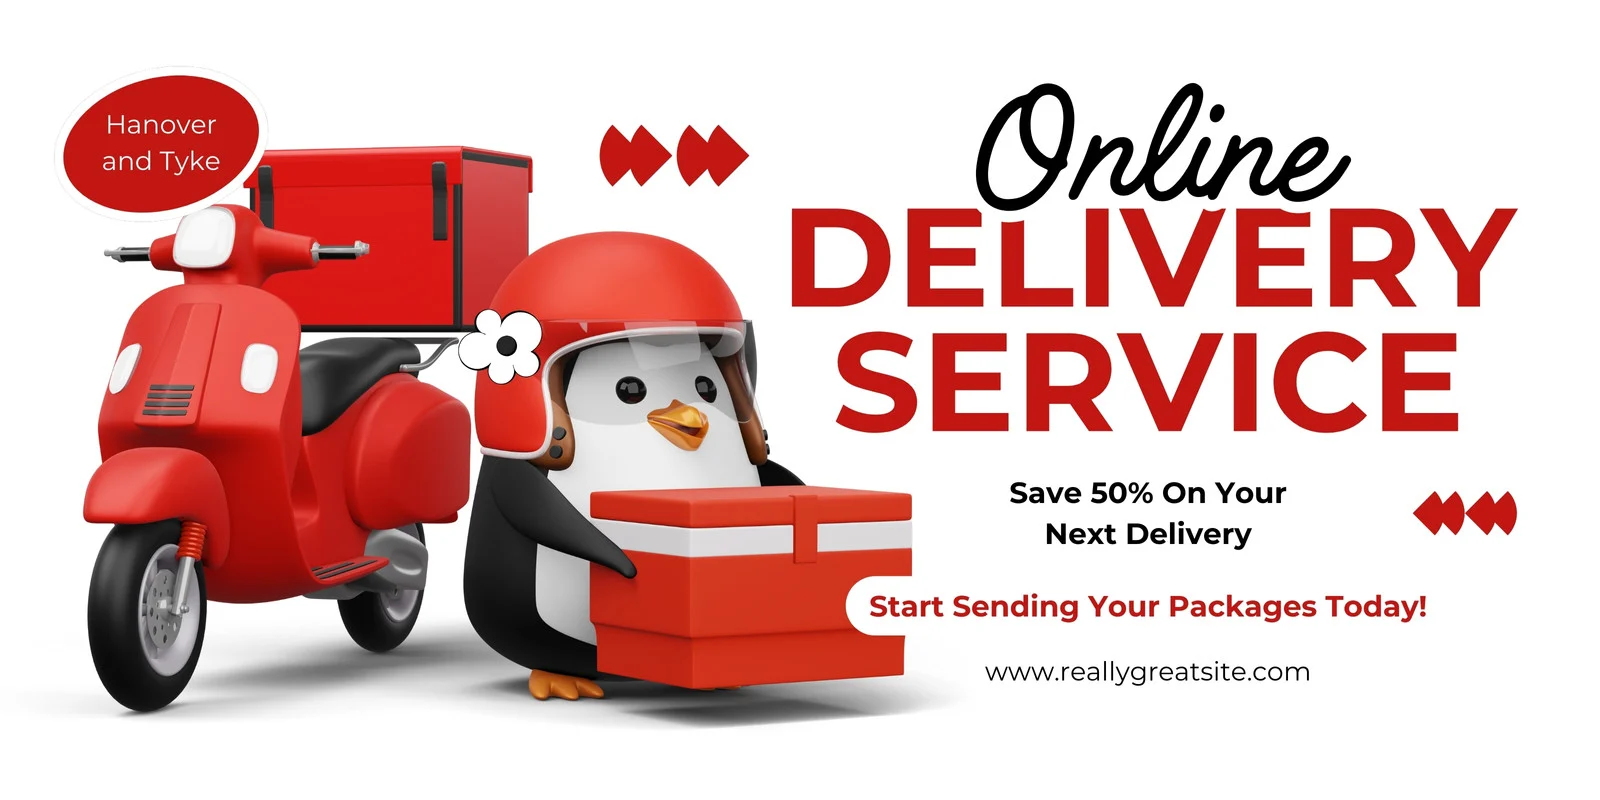 Hanover
and Tyke
Online
DELIVERY
SERVICE
Save 50% On Your
Next Delivery
Start Sending Your Packages Today!
www.reallygreatsite.com